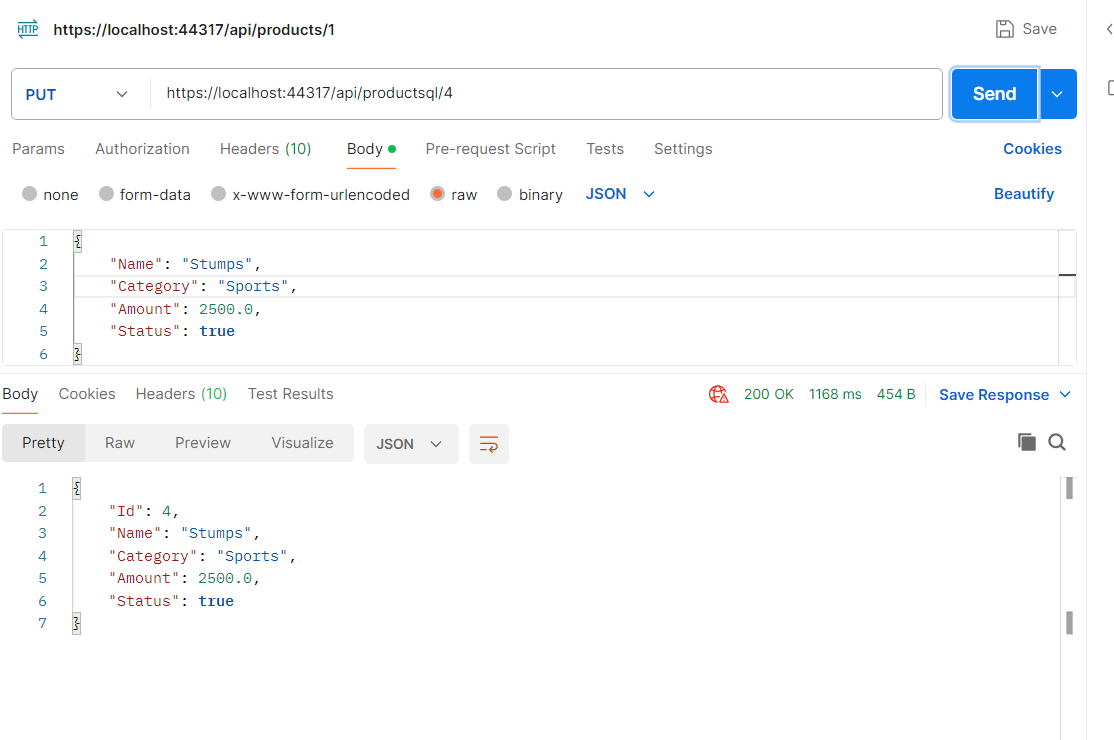 HTTP https://localhost:44317/api/products/1 Save
PUT https://localhost:44317/api/productsql/4 Send
Params Authorization Headers (10) Body Pre-request Script Tests Settings Cookies
none form-data x-www-form-urlencoded raw binary JSON Beautify
1 {
2 "Name": "Stumps",
3 "Category": "Sports",
4 "Amount": 2500.0,
5 "Status": true
6 }
Body Cookies Headers (10) Test Results 200 OK 1168 ms 454 B Save Response
Pretty Raw Preview Visualize JSON
1 {
2 "Id": 4,
3 "Name": "Stumps",
4 "Category": "Sports",
5 "Amount": 2500.0,
6 "Status": true
7 }